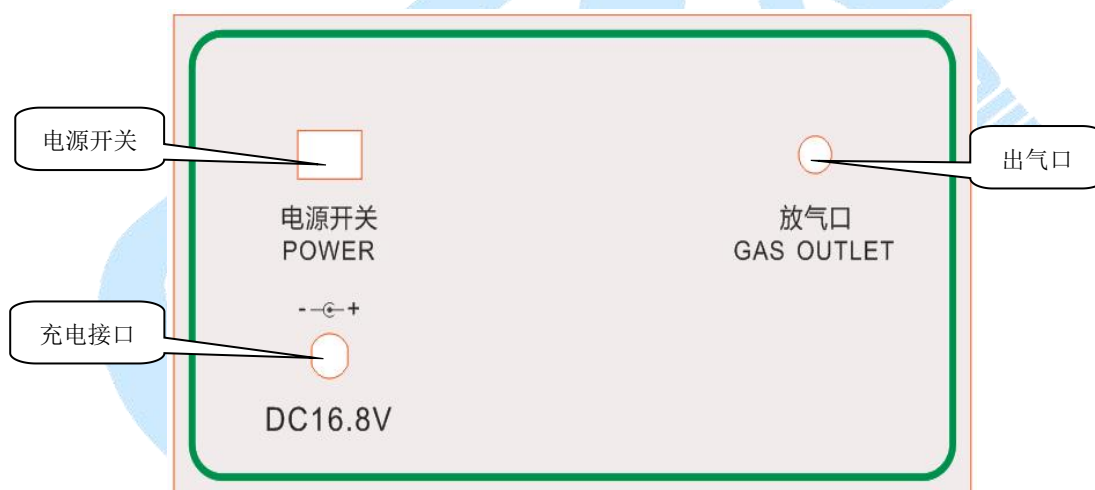 电源开关
出气口
电源开关
POWER
放气口
GAS OUTLET
- +
充电接口
DC16.8V